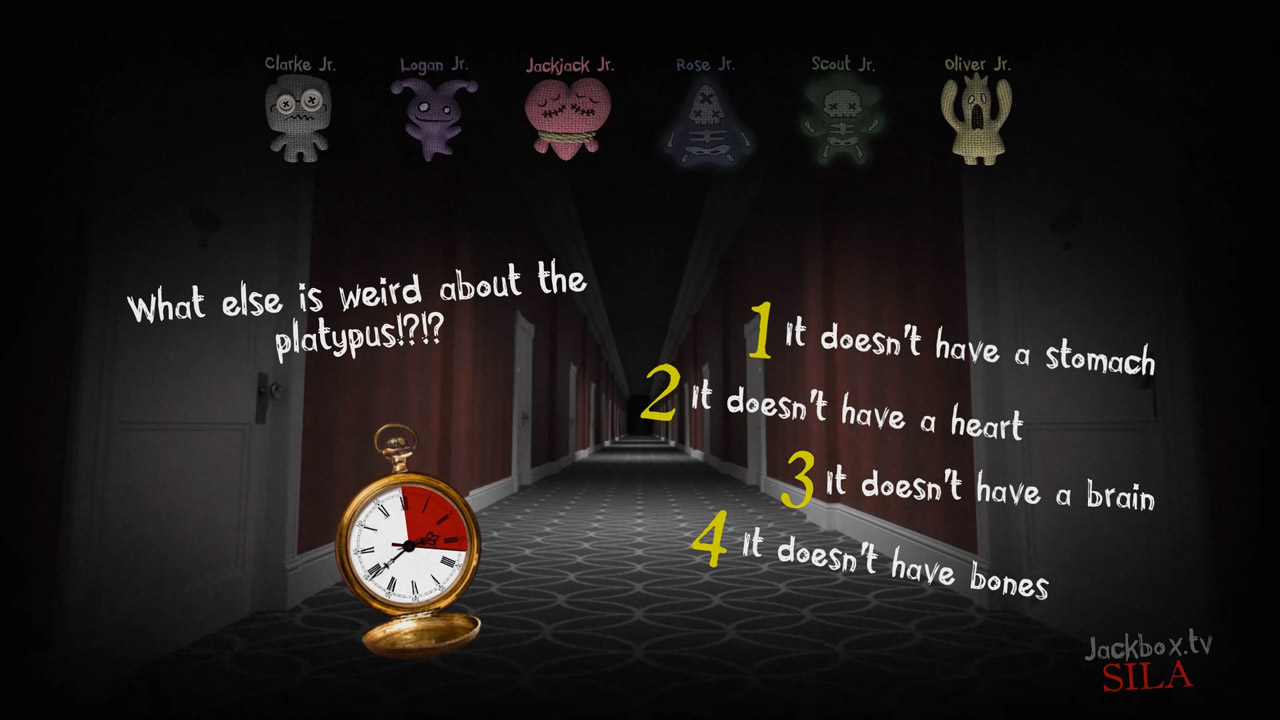 Clarke Jr.
Logan Jr.
Jackjack Jr.
Rose Jr.
Scout Jr.
Oliver Jr.
What else is weird about the
platypus!?!?
1 It doesn't have a stomach
2 It doesn't have a heart
3 It doesn't have a brain
4 It doesn't have bones
Jackbox.tv
SILA